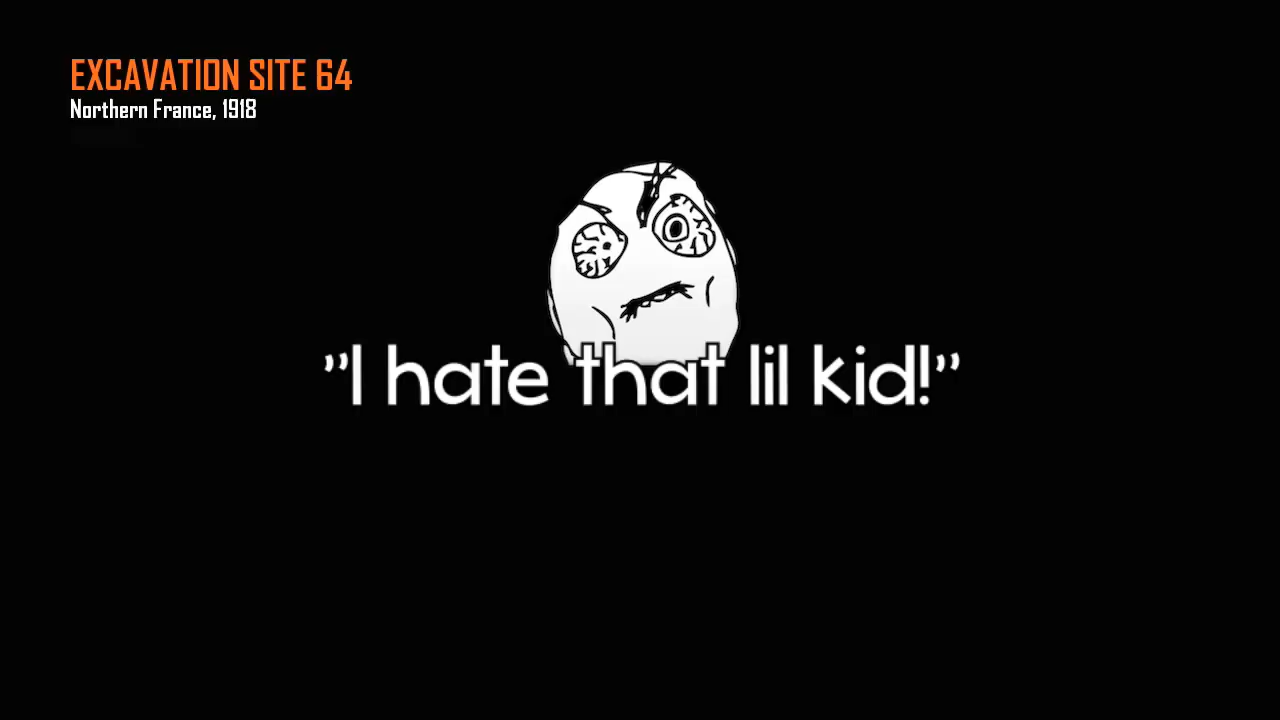 EXCAVATION SITE 64
Northern France, 1918
”I hate that lil kid!”